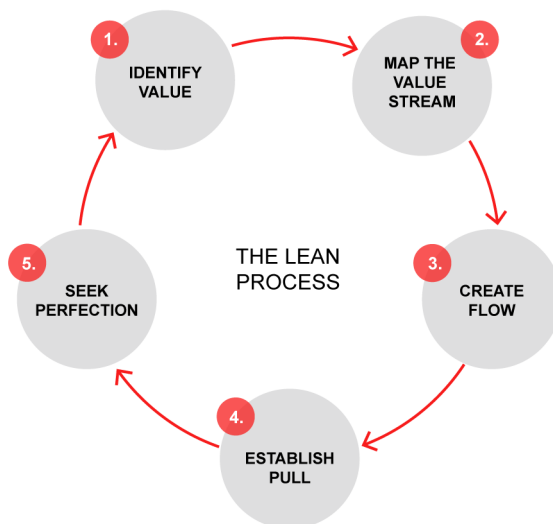 1.
IDENTIFY
VALUE
2.
MAP THE
VALUE
STREAM
3.
CREATE
FLOW
4.
ESTABLISH
PULL
5.
SEEK
PERFECTION
THE LEAN
PROCESS